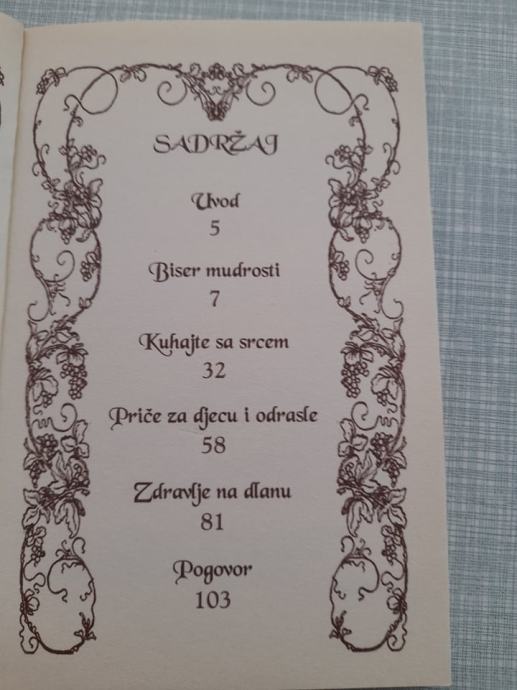 SADRŽAJ
Uvod
5
Biser mudrosti
7
Kuhajte sa srcem
32
Priče za djecu i odrasle
58
Zdravlje na dlanu
81
Pogovor
103